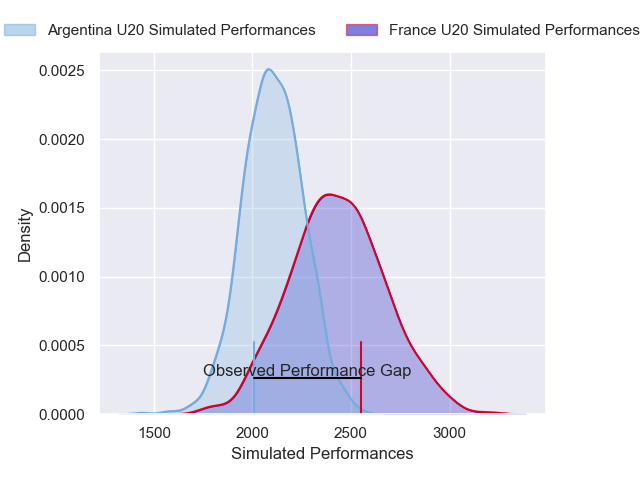 Argentina U20 Simulated Performances
France U20 Simulated Performances
0.0025
0.0020
0.0015
0.0010
0.0005
0.0000
Density
Observed Performance Gap
1500
2000
2500
3000
Simulated Performances